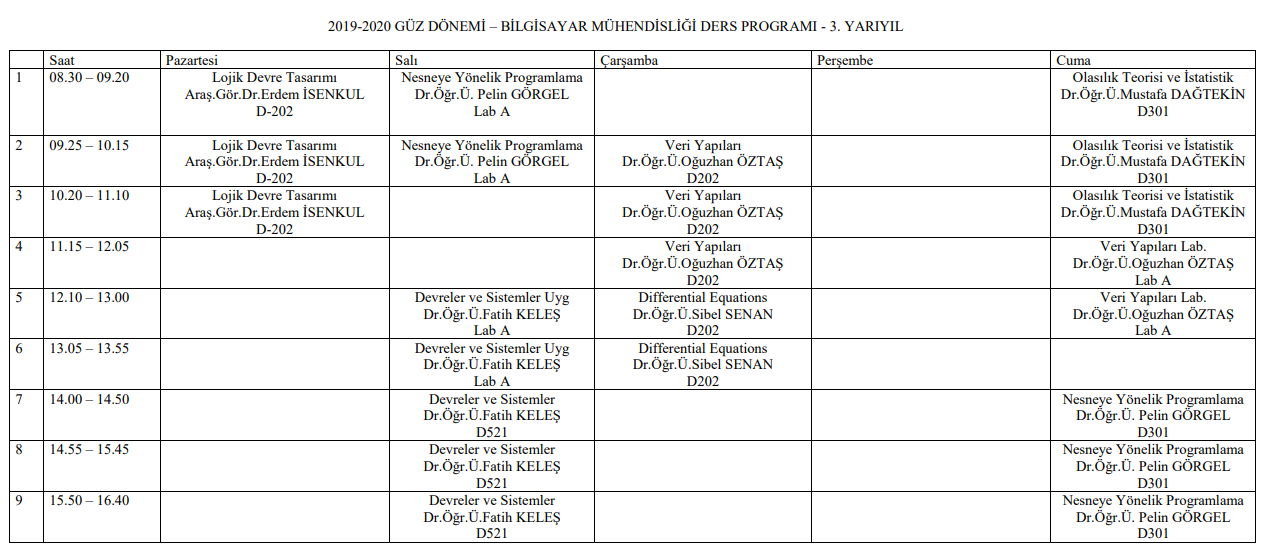 2019-2020 GÜZ DÖNEMİ – BİLGİSAYAR MÜHENDİSLİĞİ DERS PROGRAMI - 3. YARIYIL
Saat Pazartesi Salı Çarşamba Perşembe Cuma
1 08.30 – 09.20 Lojik Devre Tasarımı Nesneye Yönelik Programlama Olasılık Teorisi ve İstatistik
Araş.Gör.Dr.Erdem İSENKUL Dr.Öğr.Ü. Pelin GÖRGEL Dr.Öğr.Ü.Mustafa DAĞTEKİN
D-202 Lab A D301
2 09.25 – 10.15 Lojik Devre Tasarımı Nesneye Yönelik Programlama Veri Yapıları Olasılık Teorisi ve İstatistik
Araş.Gör.Dr.Erdem İSENKUL Dr.Öğr.Ü. Pelin GÖRGEL Dr.Öğr.Ü.Oğuzhan ÖZTAŞ Dr.Öğr.Ü.Mustafa DAĞTEKİN
D-202 Lab A D202 D301
3 10.20 – 11.10 Lojik Devre Tasarımı Veri Yapıları Olasılık Teorisi ve İstatistik
Araş.Gör.Dr.Erdem İSENKUL Dr.Öğr.Ü.Oğuzhan ÖZTAŞ Dr.Öğr.Ü.Mustafa DAĞTEKİN
D-202 D202 D301
4 11.15 – 12.05 Veri Yapıları Veri Yapıları Lab.
Dr.Öğr.Ü.Oğuzhan ÖZTAŞ Dr.Öğr.Ü.Oğuzhan ÖZTAŞ
D202 Lab A
5 12.10 – 13.00 Devreler ve Sistemler Uyg Differential Equations Veri Yapıları Lab.
Dr.Öğr.Ü.Fatih KELEŞ Dr.Öğr.Ü.Sibel SENAN Dr.Öğr.Ü.Oğuzhan ÖZTAŞ
Lab A D202 Lab A
6 13.05 – 13.55 Devreler ve Sistemler Uyg Differential Equations
Dr.Öğr.Ü.Fatih KELEŞ Dr.Öğr.Ü.Sibel SENAN
Lab A D202
7 14.00 – 14.50 Devreler ve Sistemler Nesneye Yönelik Programlama
Dr.Öğr.Ü.Fatih KELEŞ Dr.Öğr.Ü. Pelin GÖRGEL
D521 D301
8 14.55 – 15.45 Devreler ve Sistemler Nesneye Yönelik Programlama
Dr.Öğr.Ü.Fatih KELEŞ Dr.Öğr.Ü. Pelin GÖRGEL
D521 D301
9 15.50 – 16.40 Devreler ve Sistemler Nesneye Yönelik Programlama
Dr.Öğr.Ü.Fatih KELEŞ Dr.Öğr.Ü. Pelin GÖRGEL
D521 D301